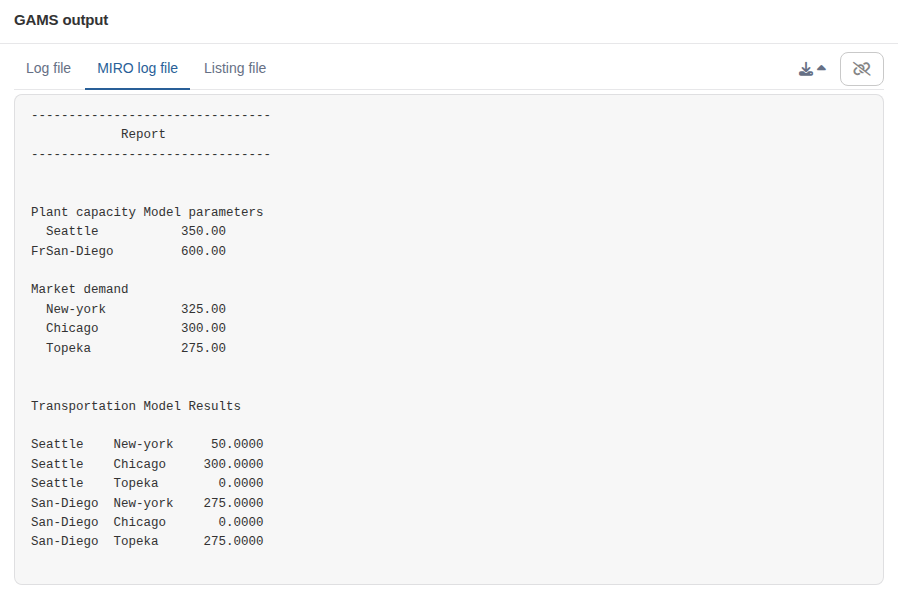 GAMS output
Log file MIRO log file Listing file
--------------------------------
Report
--------------------------------
Plant capacity Model parameters
Seattle 350.00
FrSan-Diego 600.00
Market demand
New-york 325.00
Chicago 300.00
Topeka 275.00
Transportation Model Results
Seattle New-york 50.0000
Seattle Chicago 300.0000
Seattle Topeka 0.0000
San-Diego New-york 275.0000
San-Diego Chicago 0.0000
San-Diego Topeka 275.0000